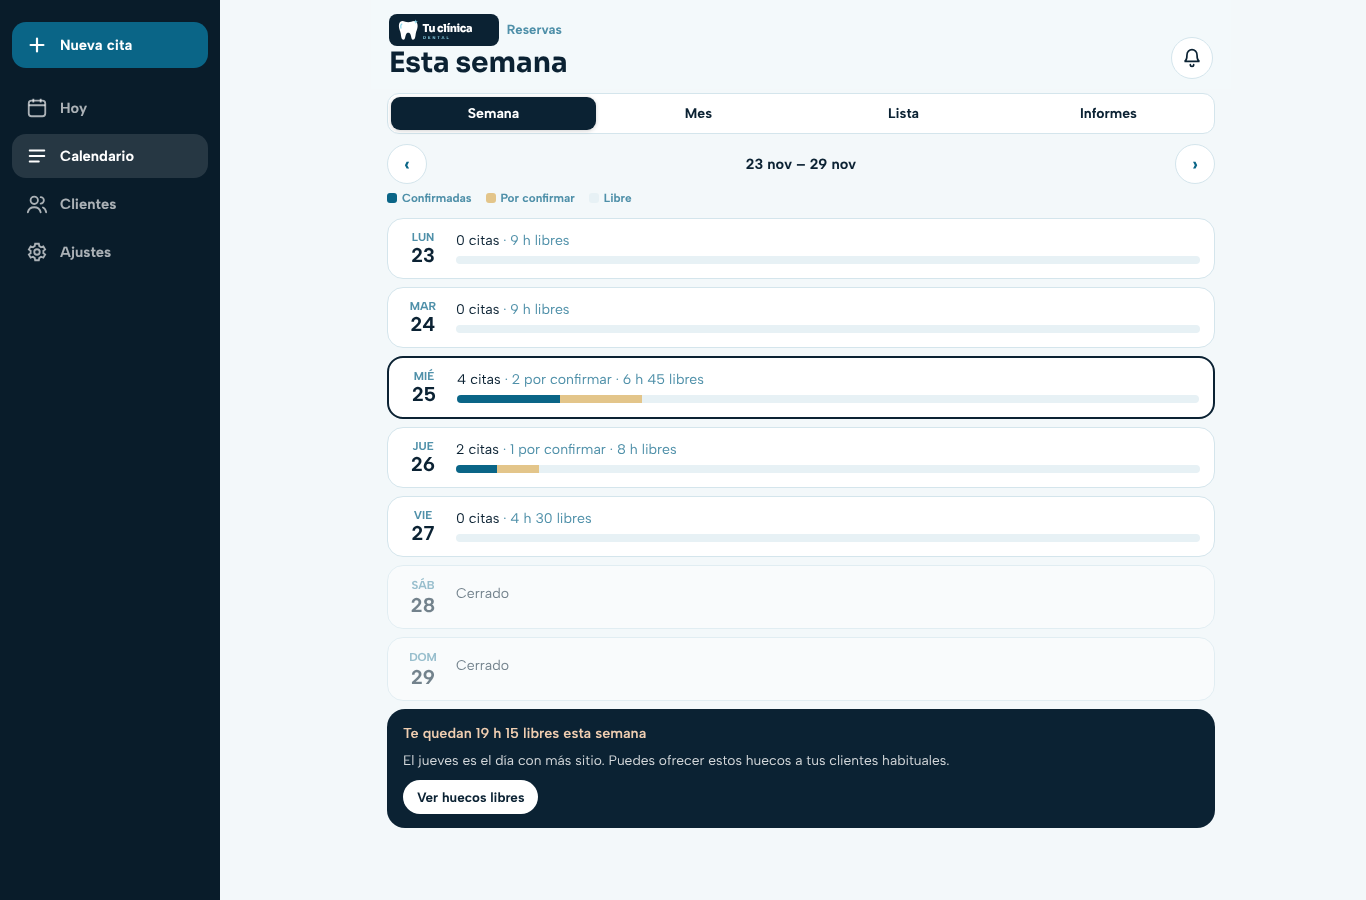 Nueva cita
Hoy
Calendario
Clientes
Ajustes
Tu clínica
DENTAL
Reservas
Esta semana
Semana
Mes
Lista
Informes
‹
23 nov – 29 nov
›
Confirmadas
Por confirmar
Libre
LUN
23
0 citas · 9 h libres
MAR
24
0 citas · 9 h libres
MIÉ
25
4 citas · 2 por confirmar · 6 h 45 libres
JUE
26
2 citas · 1 por confirmar · 8 h libres
VIE
27
0 citas · 4 h 30 libres
SÁB
28
Cerrado
DOM
29
Cerrado
Te quedan 19 h 15 libres esta semana
El jueves es el día con más sitio. Puedes ofrecer estos huecos a tus clientes habituales.
Ver huecos libres